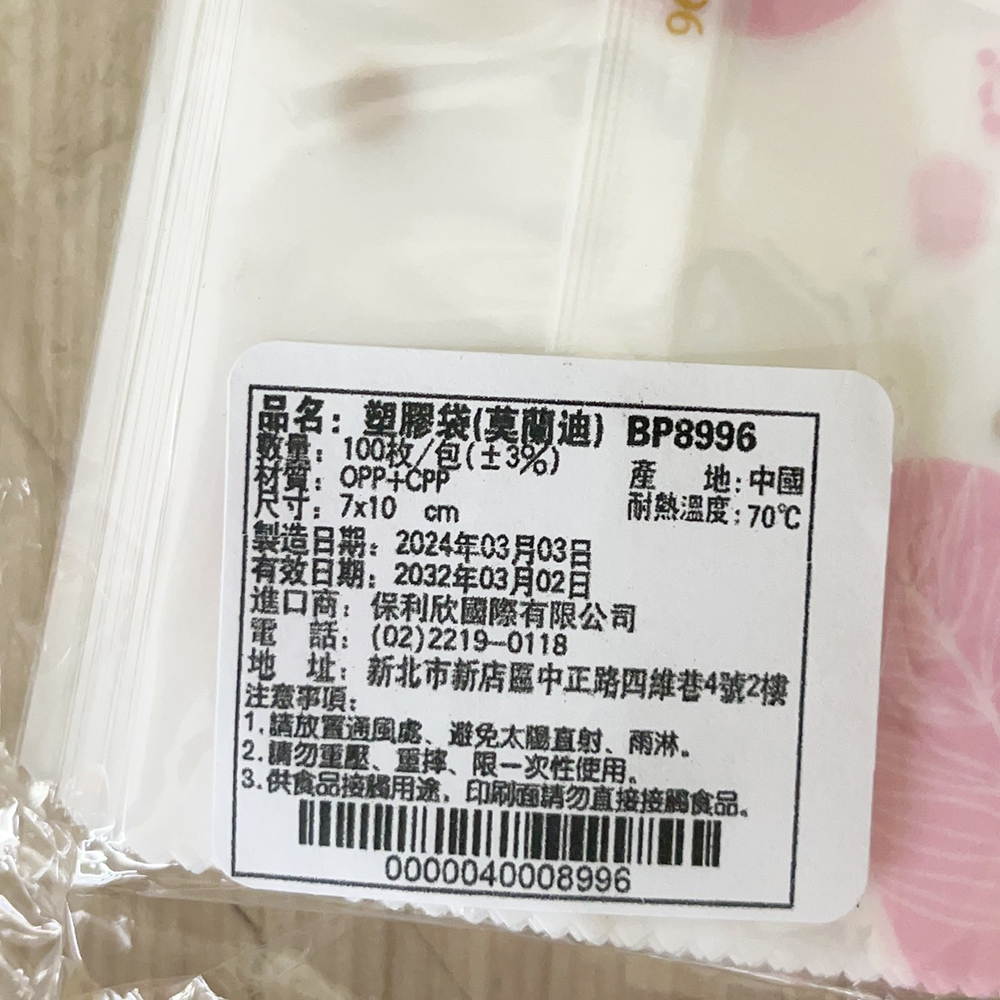 96
品名：塑膠袋(莫蘭迪) BP8996
數量：100枚/包(±3%)
材質：OPP+CPP
產　地：中國
尺寸：7x10 cm
耐熱溫度：70℃
製造日期：2024年03月03日
有效日期：2032年03月02日
進口商：保利欣國際有限公司
電　話：(02)2219-0118
地　址：新北市新店區中正路四維巷4號2樓
注意事項：
1.請放置通風處、避免太陽直射、雨淋。
2.請勿重壓、重摔、限一次性使用。
3.供食品接觸用途，印刷面請勿直接接觸食品。
0000040008996